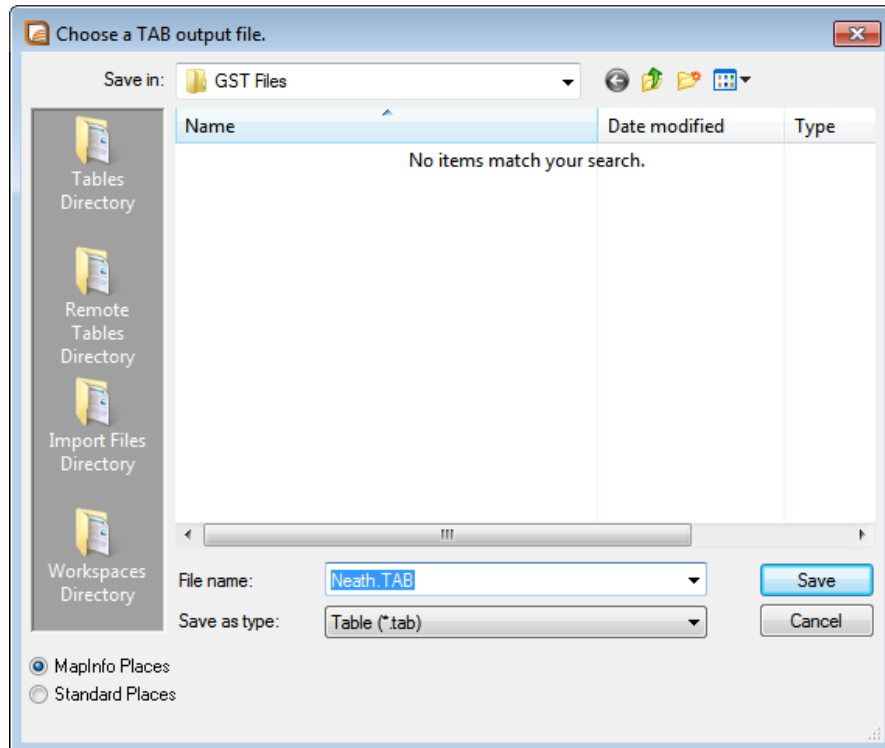 Choose a TAB output file.
Save in:
GST Files
Name
Date modified
Type
No items match your search.
Tables
Directory
Remote
Tables
Directory
Import Files
Directory
Workspaces
Directory
File name:
Neath.TAB
Save
Save as type:
Table (*.tab)
Cancel
MapInfo Places
Standard Places